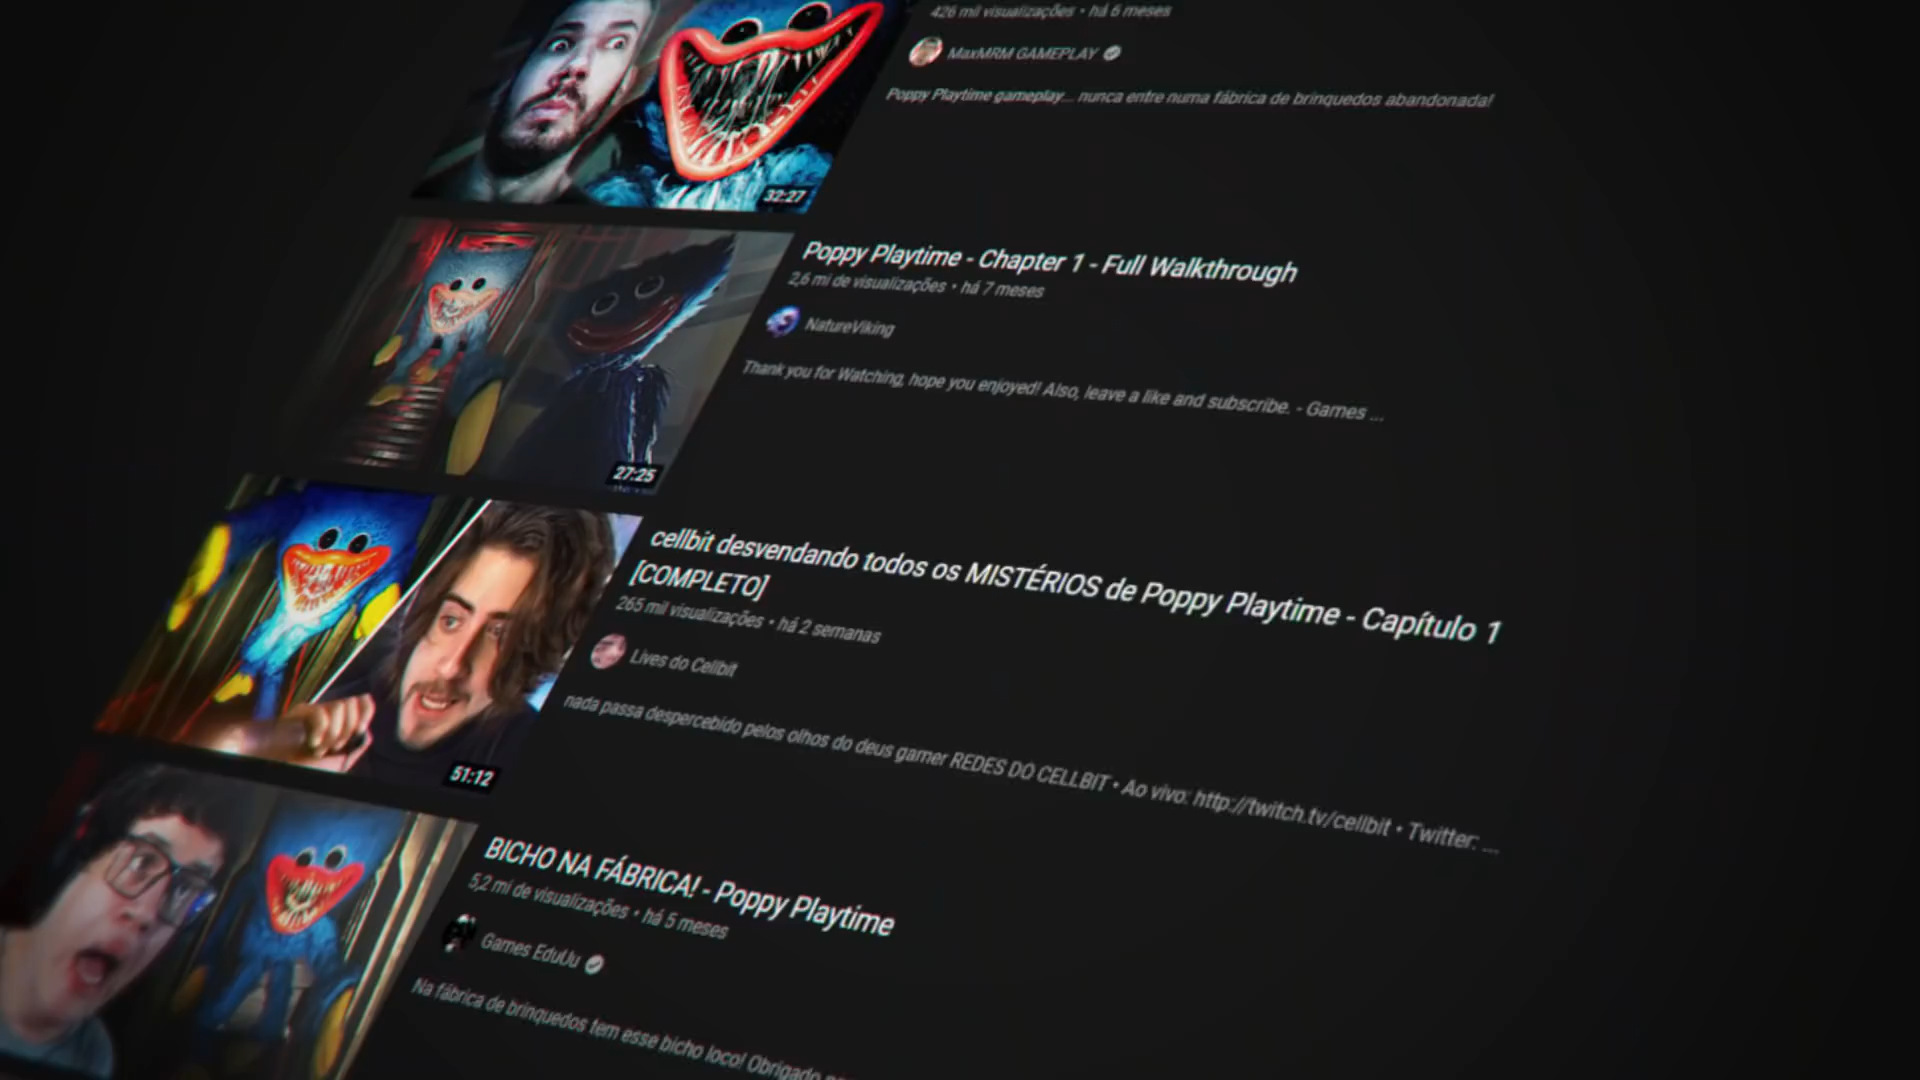 426 mil visualizações • há 6 meses
MaxMRM GAMEPLAY
Poppy Playtime gameplay... nunca entre numa fábrica de brinquedos abandonada!
32:27
Poppy Playtime - Chapter 1 - Full Walkthrough
2,6 mi de visualizações • há 7 meses
NatureViking
Thank you for Watching, hope you enjoyed! Also, leave a like and subscribe. - Games ...
27:25
cellbit desvendando todos os MISTÉRIOS de Poppy Playtime - Capítulo 1
[COMPLETO]
265 mil visualizações • há 2 semanas
Lives do Cellbit
nada passa despercebido pelos olhos do deus gamer REDES DO CELLBIT • Ao vivo: http://twitch.tv/cellbit • Twitter: ...
51:12
BICHO NA FÁBRICA! - Poppy Playtime
5,2 mi de visualizações • há 5 meses
Games EduUu
Na fábrica de brinquedos tem esse bicho loco! Obrigado